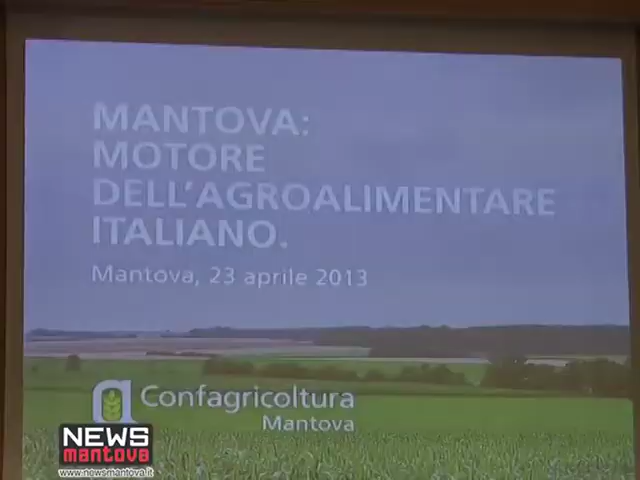 MANTOVA:
MOTORE
DELL'AGROALIMENTARE
ITALIANO.
Mantova, 23 aprile 2013
Confagricoltura
Mantova
NEWS
mantova
www.newsmantova.it